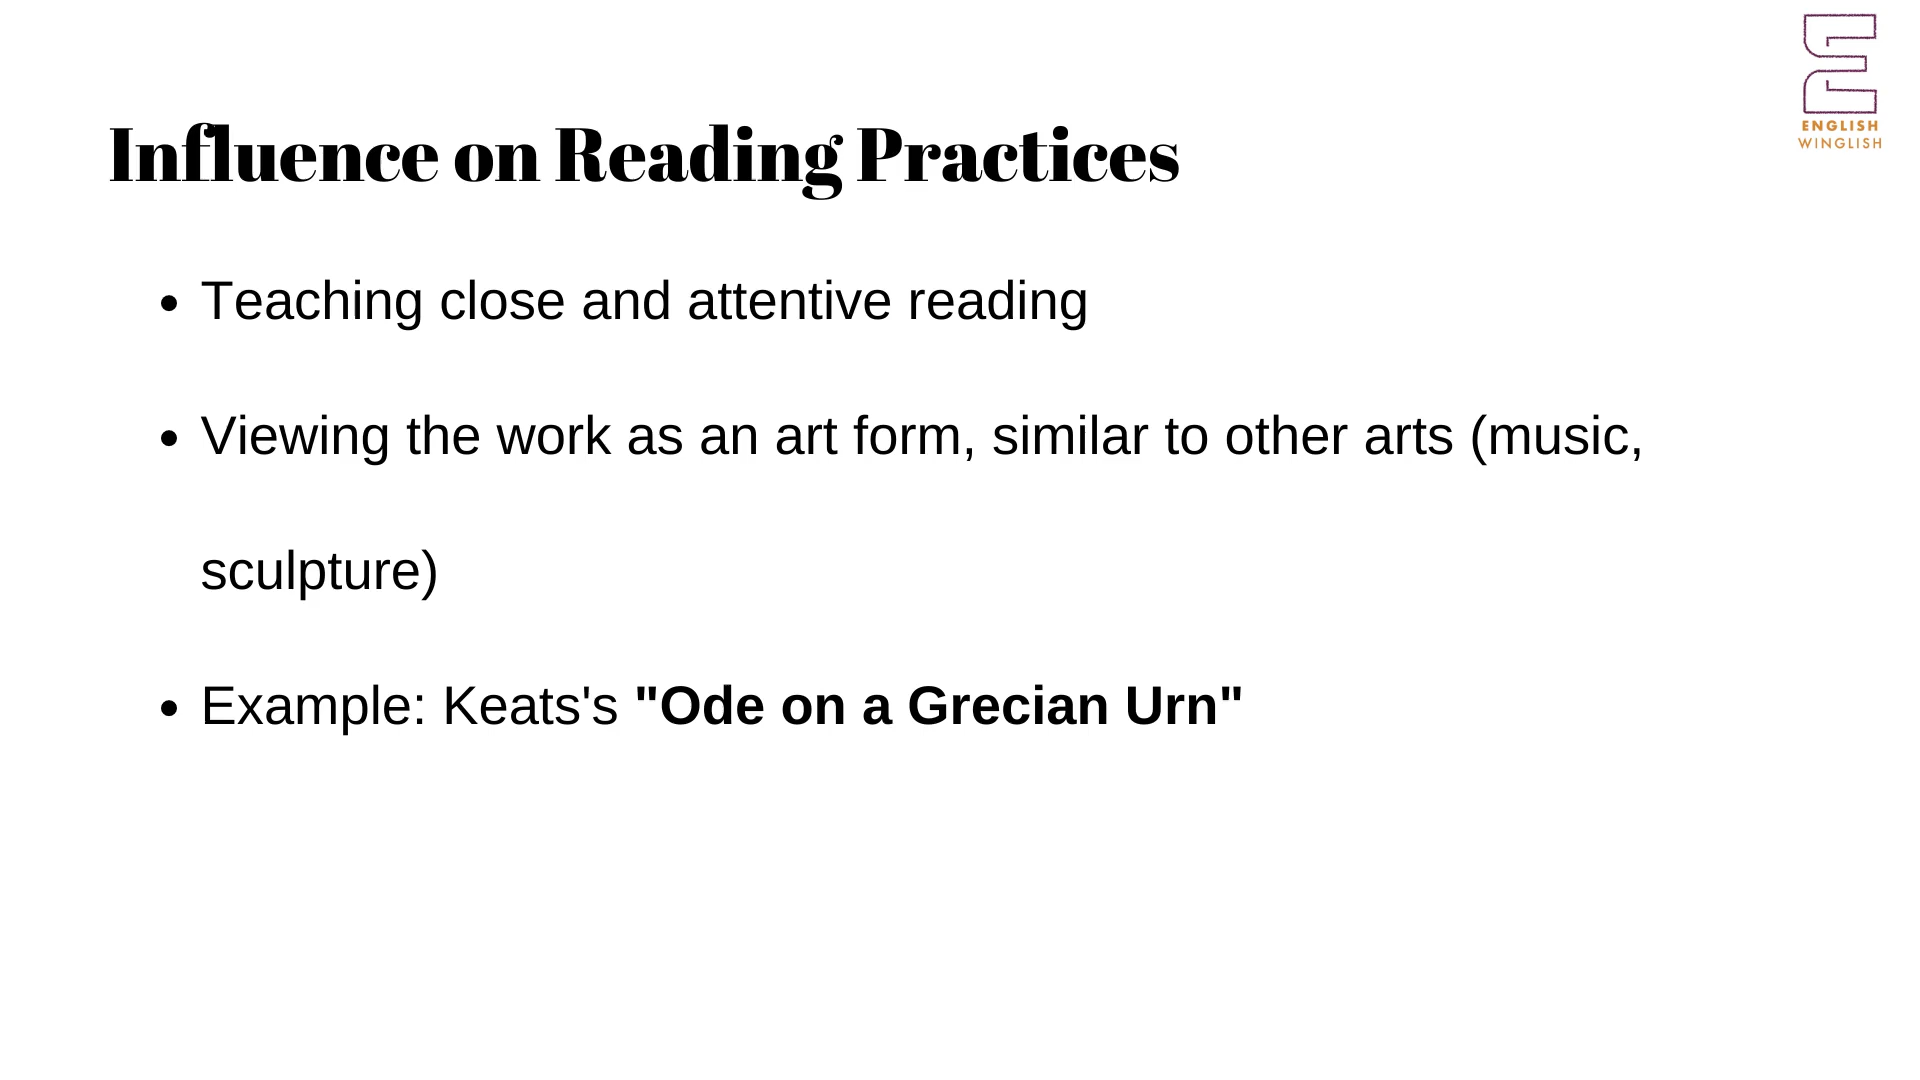 ENGLISH
WINGLISH
Influence on Reading Practices
• Teaching close and attentive reading
• Viewing the work as an art form, similar to other arts (music,
sculpture)
• Example: Keats's "Ode on a Grecian Urn"